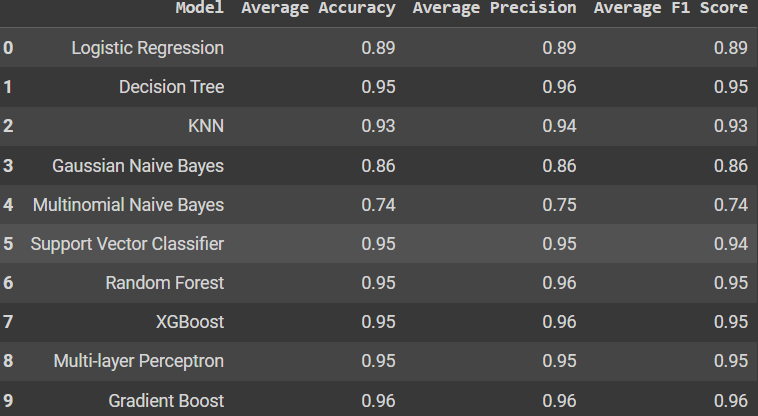 Model Average Accuracy Average Precision Average F1 Score
0 Logistic Regression 0.89 0.89 0.89
1 Decision Tree 0.95 0.96 0.95
2 KNN 0.93 0.94 0.93
3 Gaussian Naive Bayes 0.86 0.86 0.86
4 Multinomial Naive Bayes 0.74 0.75 0.74
5 Support Vector Classifier 0.95 0.95 0.94
6 Random Forest 0.95 0.96 0.95
7 XGBoost 0.95 0.96 0.95
8 Multi-layer Perceptron 0.95 0.95 0.95
9 Gradient Boost 0.96 0.96 0.96